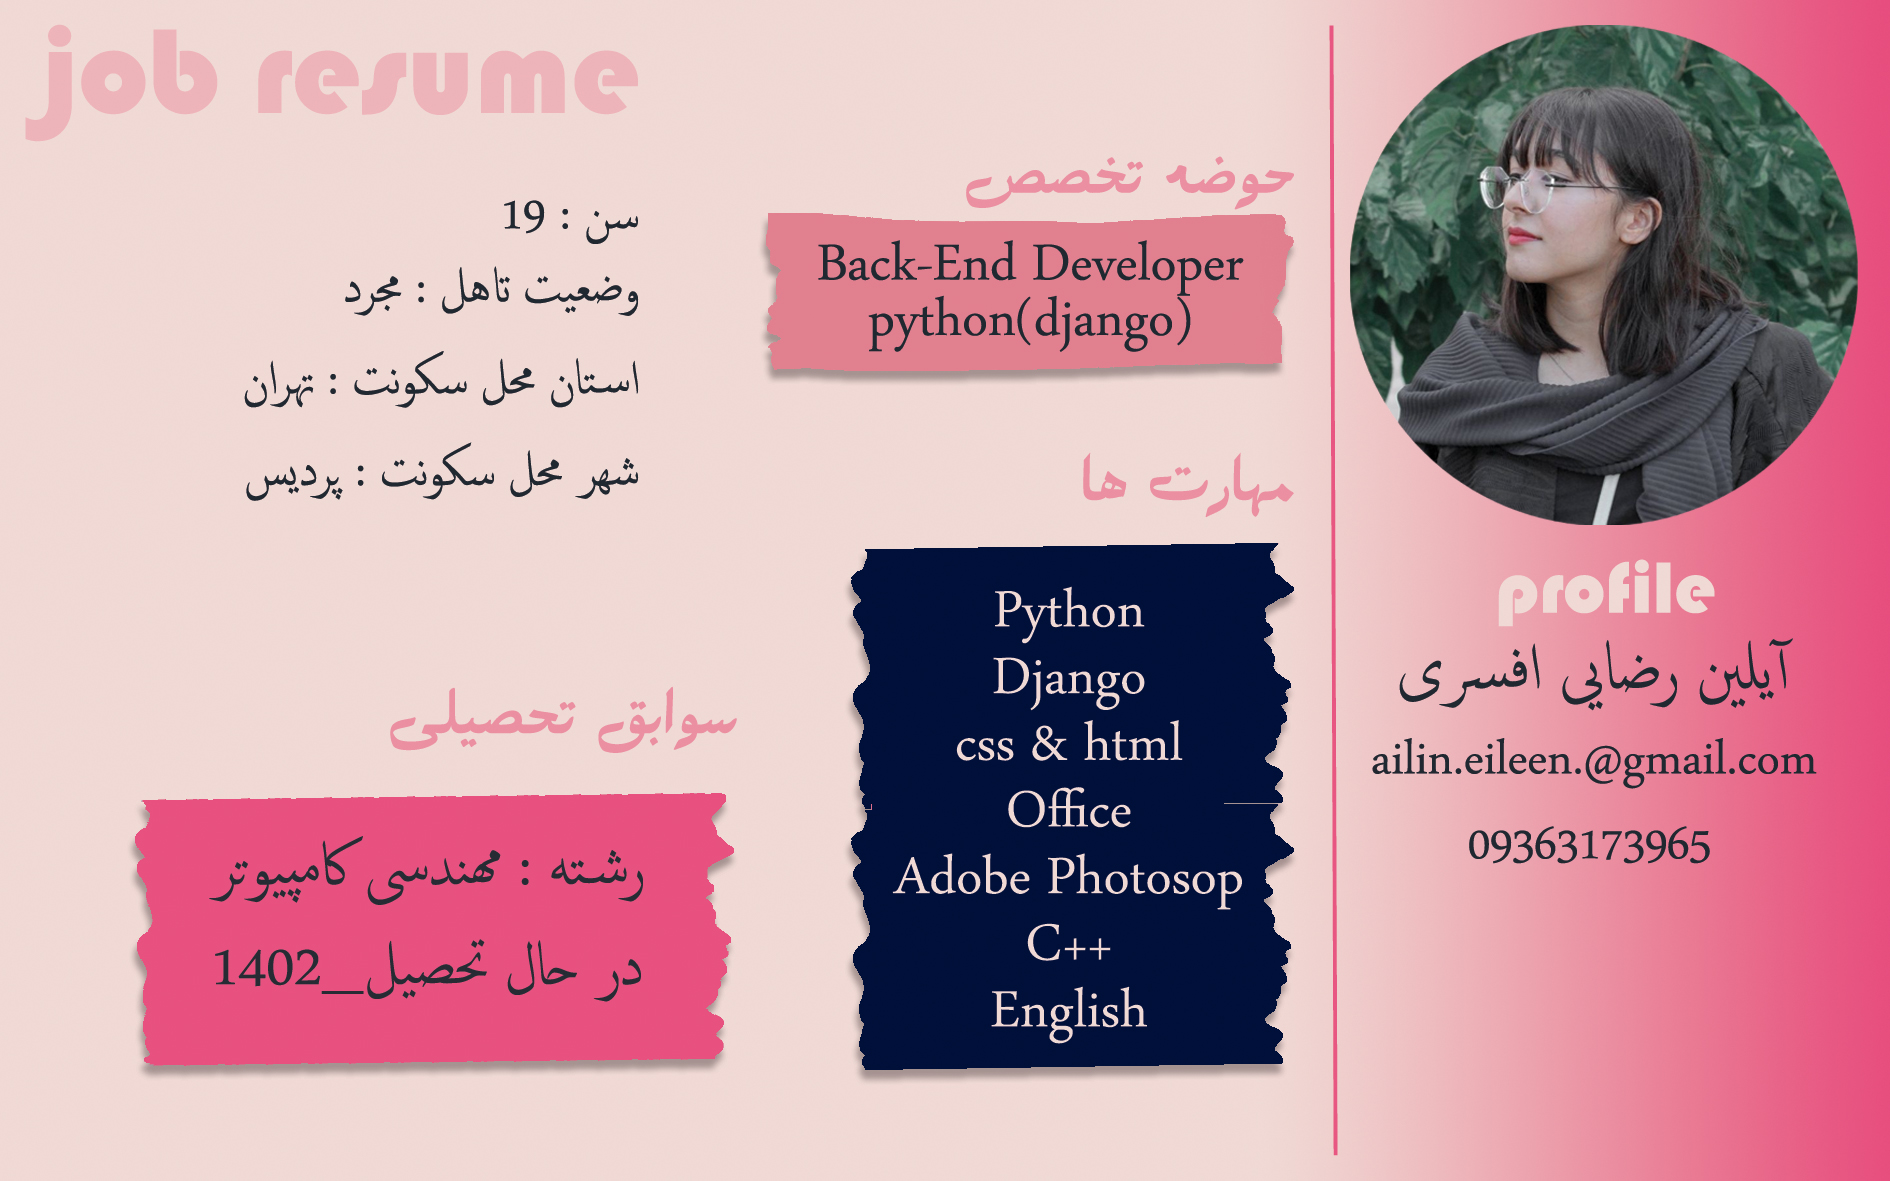 job resume
سن : 19
وضعیت تاهل : مجرد
استان محل سکونت : تهران
شهر محل سکونت : پردیس
حوضه تخصص
Back-End Developer
python(django)
مهارت ها
Python
Django
css & html
Office
Adobe Photosop
C++
English
سوابق تحصیلی
رشته : مهندسی کامپیوتر
در حال تحصیل_1402
profile
آیلین رضایی افسری
ailin.eileen.@gmail.com
09363173965